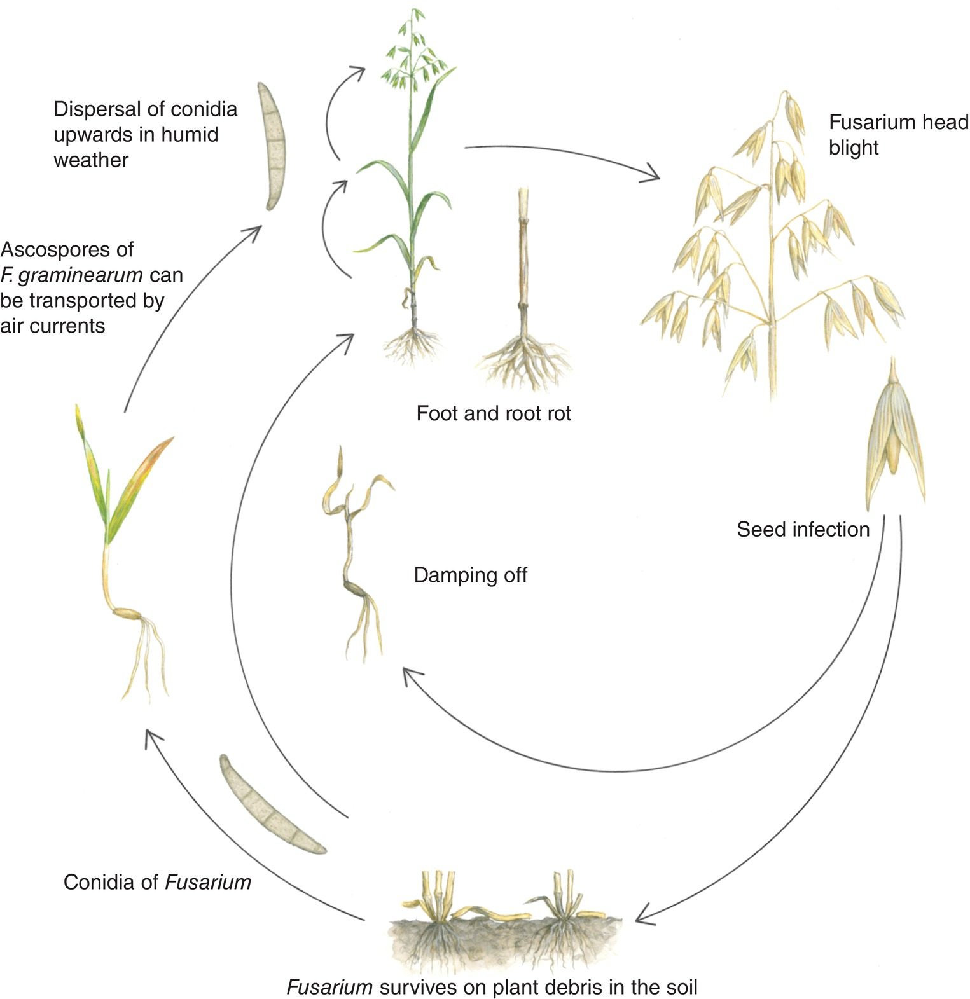 Dispersal of conidia
upwards in humid
weather
Fusarium head
blight
Ascospores of
F. graminearum can
be transported by
air currents
Foot and root rot
Seed infection
Damping off
Conidia of Fusarium
Fusarium survives on plant debris in the soil